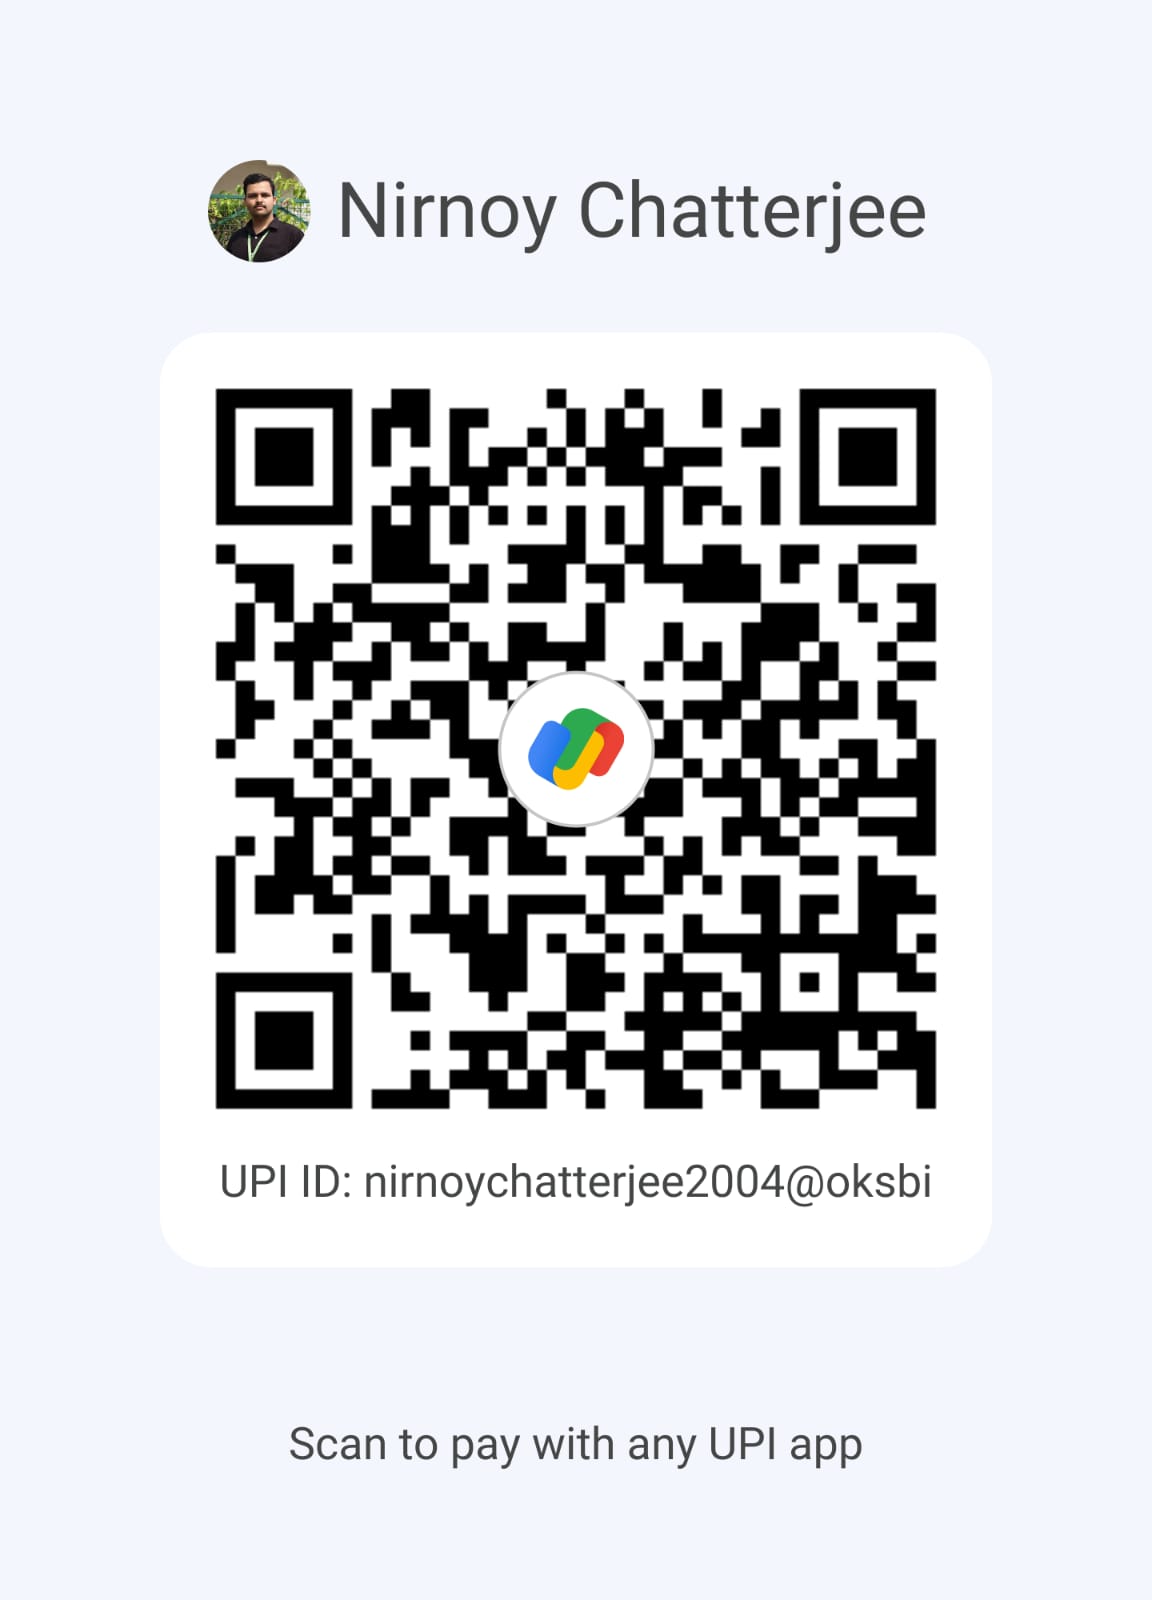 Nirnoy Chatterjee
UPI ID: nirnoychatterjee2004@oksbi
Scan to pay with any UPI app